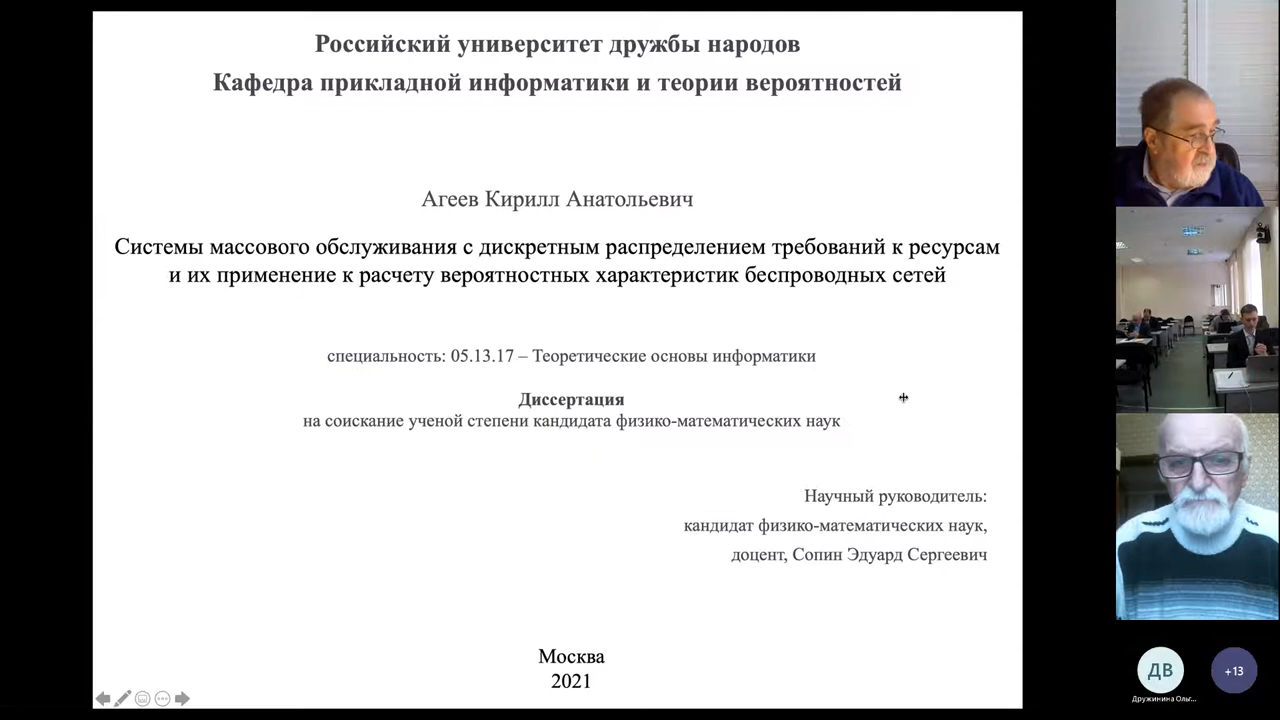 Российский университет дружбы народов
Кафедра прикладной информатики и теории вероятностей
Агеев Кирилл Анатольевич
Системы массового обслуживания с дискретным распределением требований к ресурсам
и их применение к расчету вероятностных характеристик беспроводных сетей
специальность: 05.13.17 – Теоретические основы информатики
Диссертация
на соискание ученой степени кандидата физико-математических наук
Научный руководитель:
кандидат физико-математических наук,
доцент, Сопин Эдуард Сергеевич
Москва
2021
ДВ
+13
Дружинина Ольг...